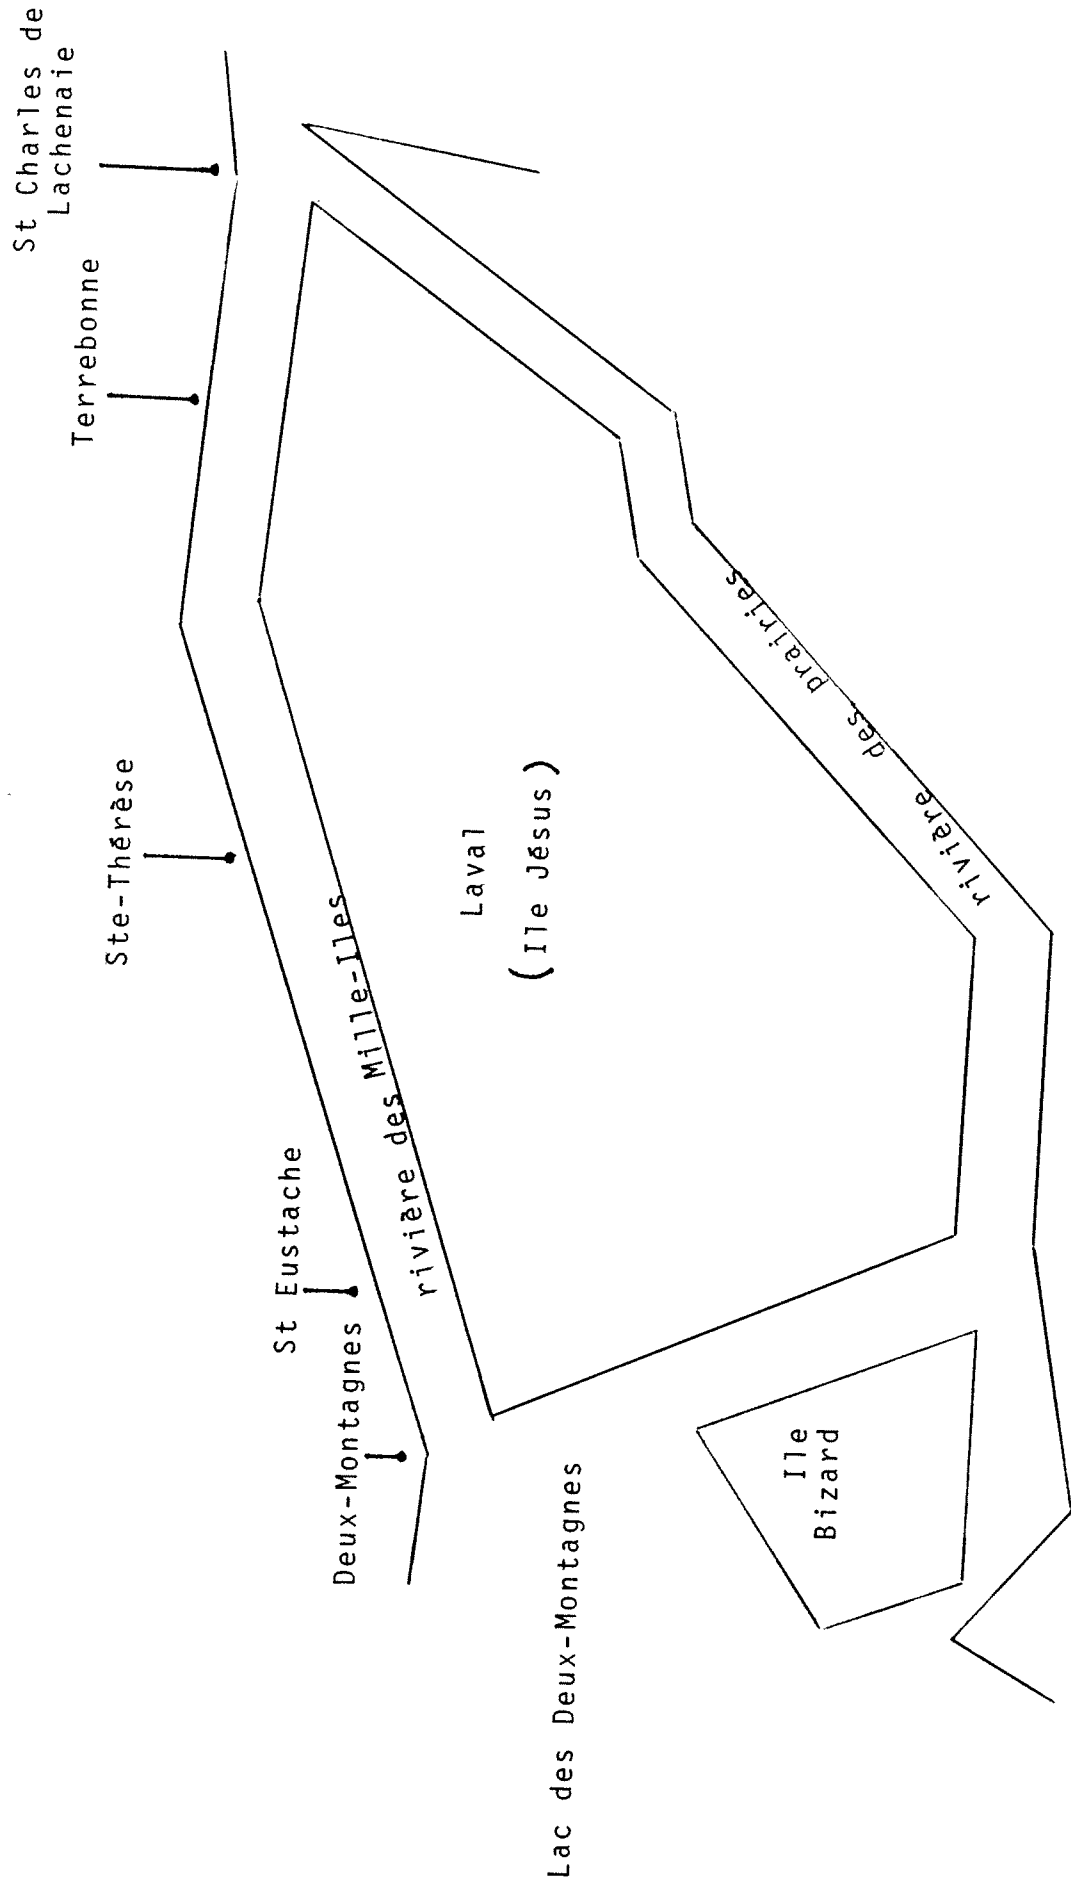 St Charles de
Lachenaie
Terrebonne
Ste-Thérèse
St Eustache
Deux-Montagnes
rivière des Mille-Iles
Laval
(Ile Jésus)
rivière des prairies
Lac des Deux-Montagnes
Ile
Bizard